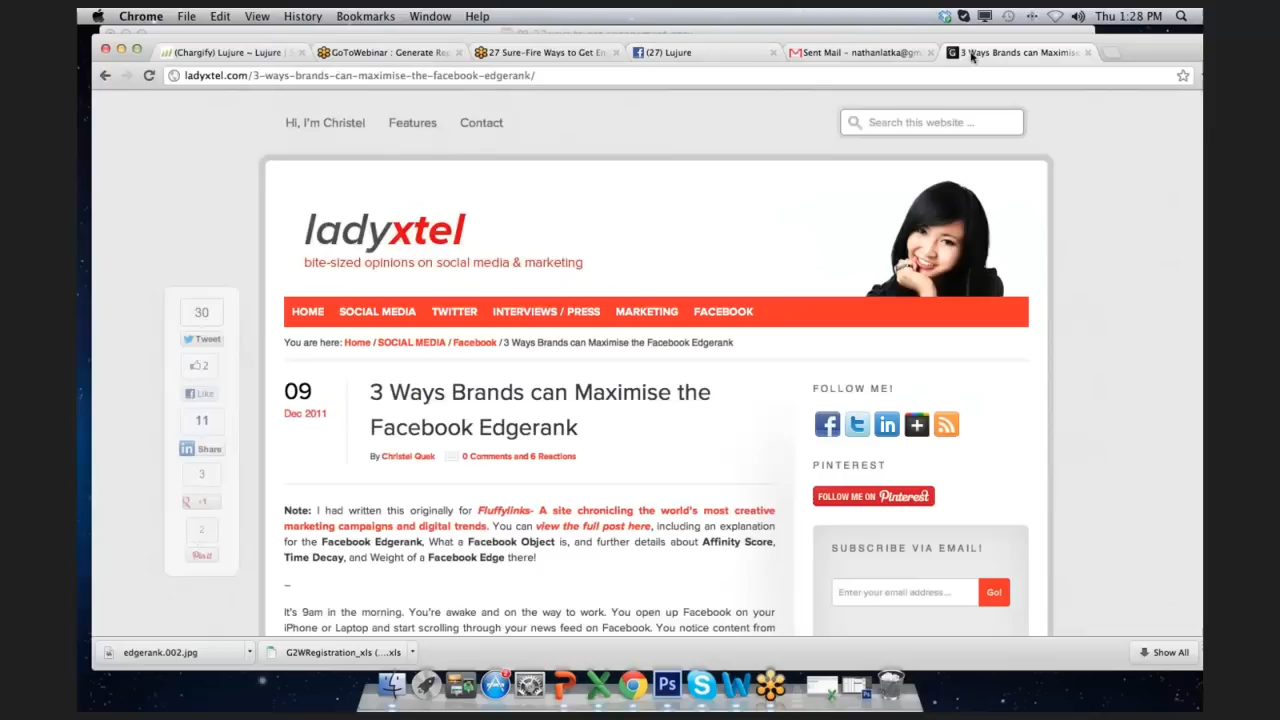 Chrome File Edit View History Bookmarks Window Help Thu 1:28 PM
(Chargify) Lujure ~ Lujure
GoToWebinar : Generate Re
27 Sure-Fire Ways to Get En
(27) Lujure
Sent Mail – nathanlatka@gm
3 Ways Brands can Maximise
ladyxtel.com/3-ways-brands-can-maximise-the-facebook-edgerank/
Hi, I'm Christel Features Contact
Search this website ...
ladyxtel
bite-sized opinions on social media & marketing
HOME SOCIAL MEDIA TWITTER INTERVIEWS / PRESS MARKETING FACEBOOK
You are here: Home / SOCIAL MEDIA / Facebook / 3 Ways Brands can Maximise the Facebook Edgerank
30
Tweet
2
Like
11
Share
3
+1
2
Pin it
09
Dec 2011
3 Ways Brands can Maximise the
Facebook Edgerank
By Christel Quek 0 Comments and 6 Reactions
Note: I had written this originally for Fluffylinks- A site chronicling the world's most creative
marketing campaigns and digital trends. You can view the full post here, including an explanation
for the Facebook Edgerank, What a Facebook Object is, and further details about Affinity Score,
Time Decay, and Weight of a Facebook Edge there!
–
It's 9am in the morning. You're awake and on the way to work. You open up Facebook on your
iPhone or Laptop and start scrolling through your news feed on Facebook. You notice content from
FOLLOW ME!
PINTEREST
FOLLOW ME ON Pinterest
SUBSCRIBE VIA EMAIL!
Enter your email address...
Go!
edgerank.002.jpg
G2WRegistration_xls (....xls
Show All